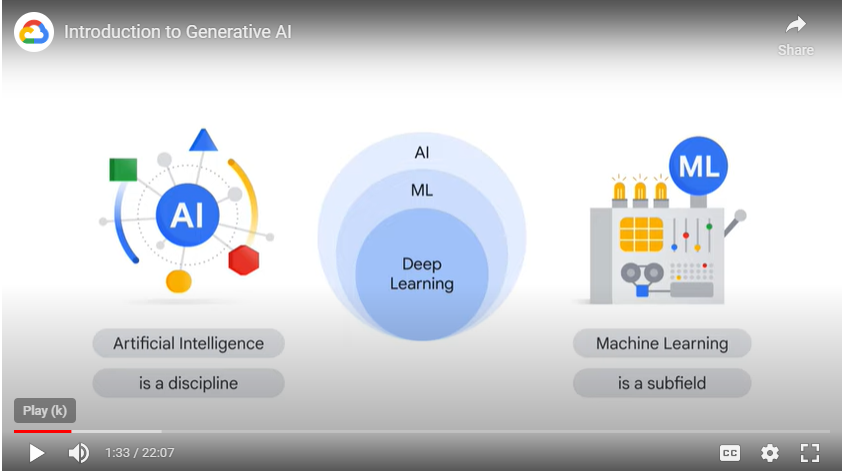 Introduction to Generative AI
Share
AI
ML
Deep
Learning
AI
ML
Artificial Intelligence
is a discipline
Machine Learning
is a subfield
Play (k)
1:33 / 22:07
CC